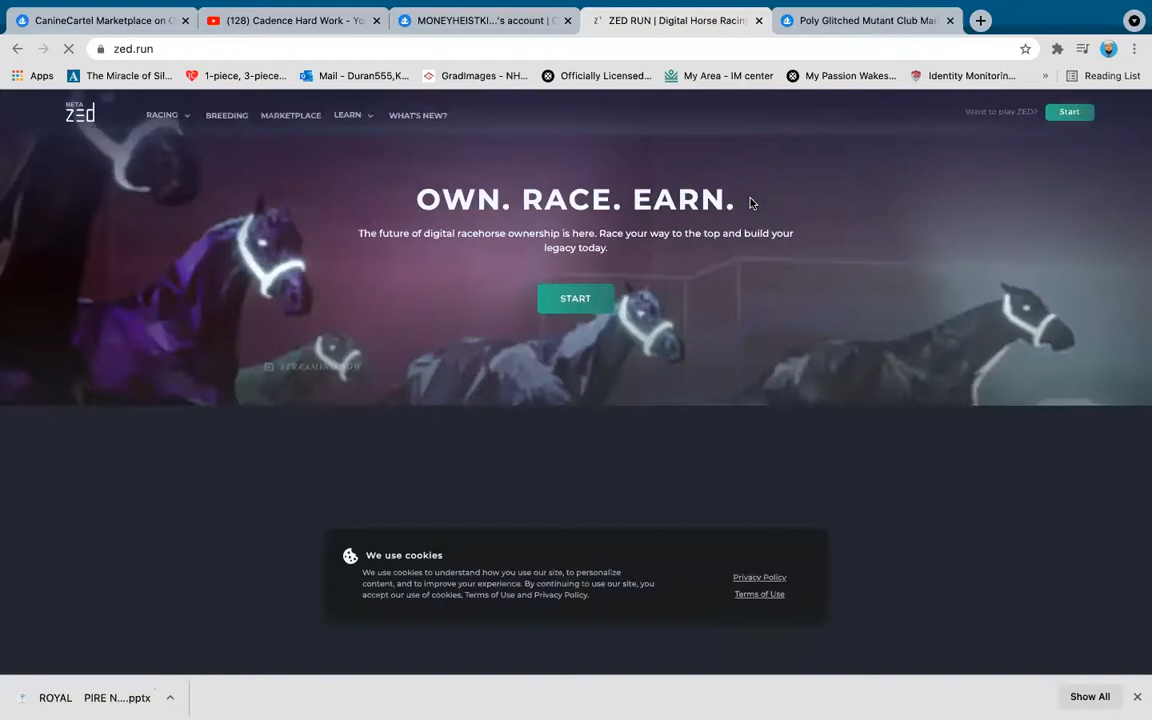 CanineCartel Marketplace on O
(128) Cadence Hard Work - Yo
MONEYHEISTKI...'s account | O
ZED RUN | Digital Horse Racin
Poly Glitched Mutant Club Mar
zed.run
Apps
The Miracle of Sil...
1-piece, 3-piece...
Mail - Duran555,K...
GradImages - NH...
Officially Licensed...
My Area - IM center
My Passion Wakes...
Identity Monitorin...
»
Reading List
BETA
zed
RACING
BREEDING
MARKETPLACE
LEARN
WHAT'S NEW?
Want to play ZED?
Start
OWN. RACE. EARN.
The future of digital racehorse ownership is here. Race your way to the top and build your
legacy today.
START
STREAMING NOW
We use cookies
We use cookies to understand how you use our site, to personalize
content, and to improve your experience. By continuing to use our site, you
accept our use of cookies, Terms of Use and Privacy Policy.
Privacy Policy
Terms of Use
ROYAL PIRE N....pptx
Show All